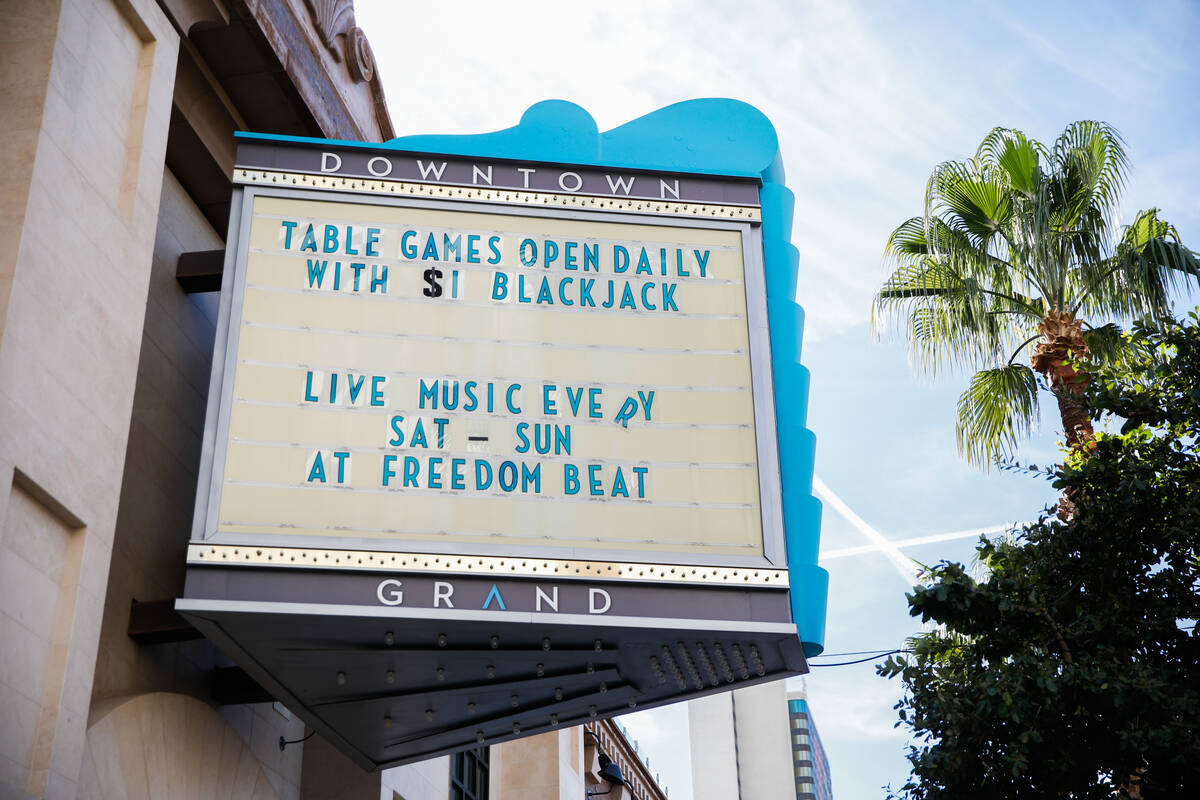 DOWNTOWN
TABLE GAMES OPEN DAILY
WITH $1 BLACKJACK
LIVE MUSIC EVERY
SAT - SUN
AT FREEDOM BEAT
GRAND